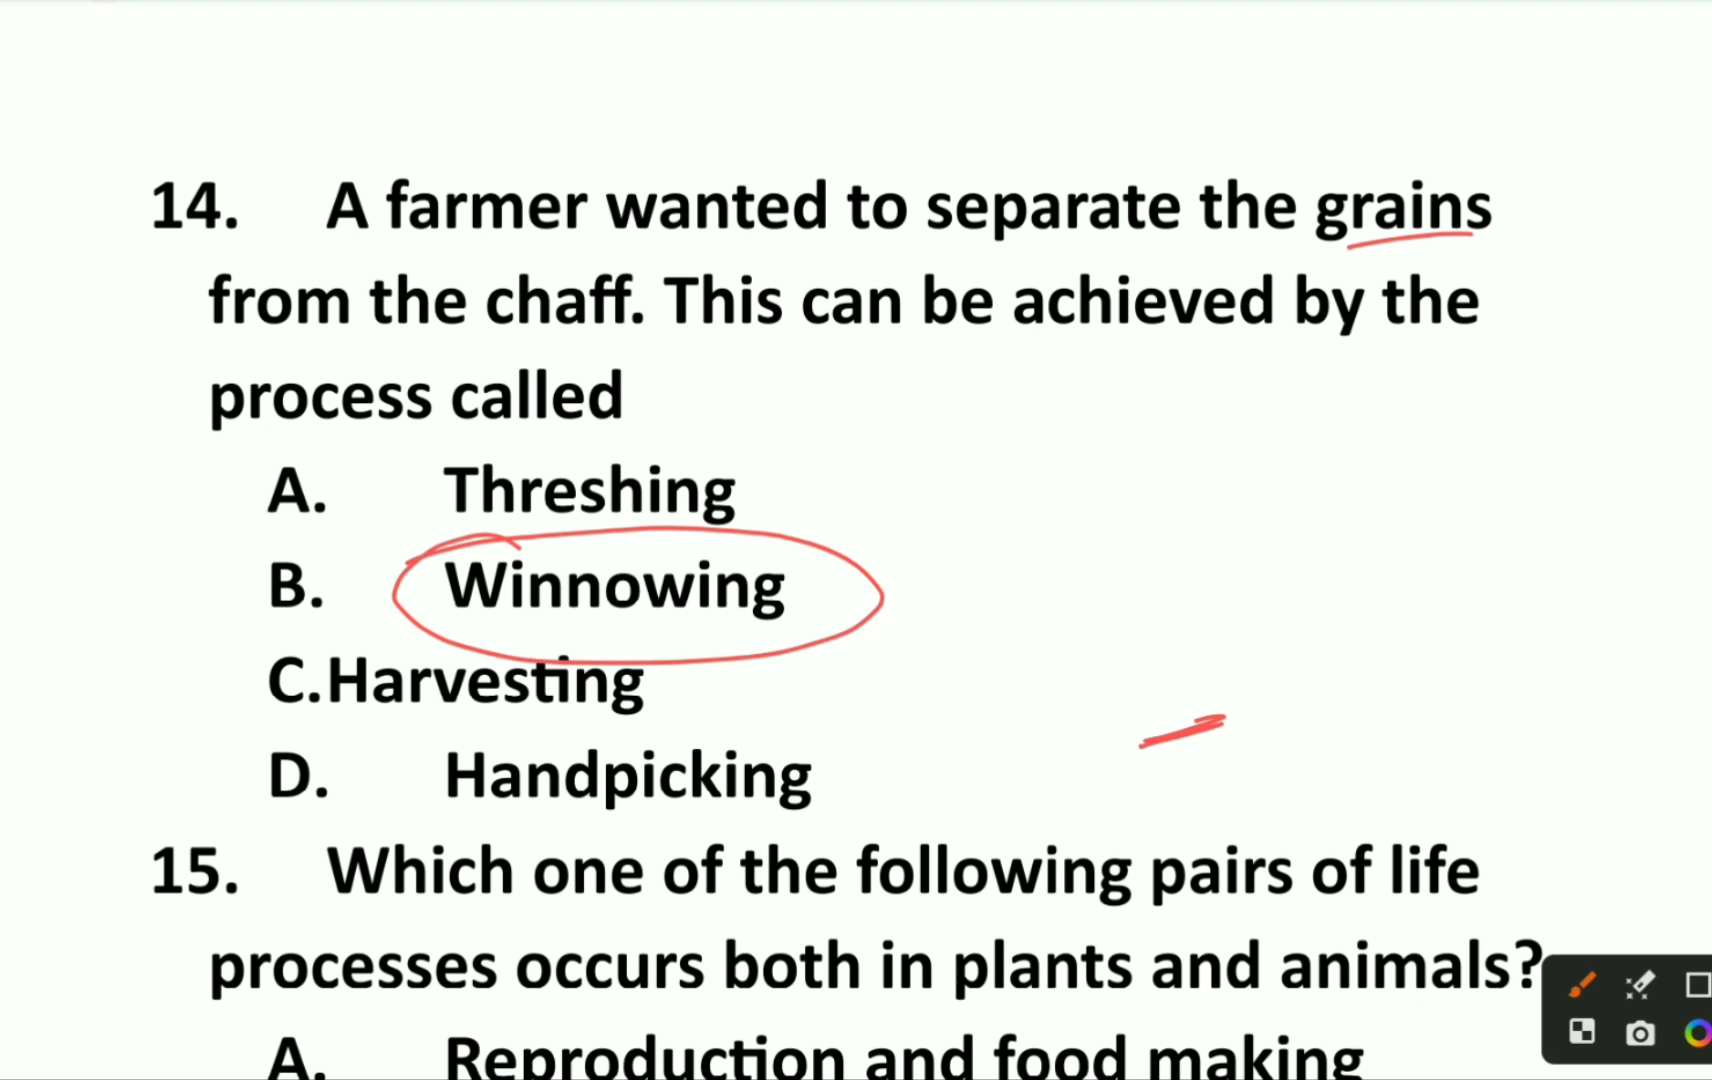 14. A farmer wanted to separate the grains
from the chaff. This can be achieved by the
process called
A. Threshing
B. Winnowing
C.Harvesting
D. Handpicking
15. Which one of the following pairs of life
processes occurs both in plants and animals?
A. Reproduction and food making